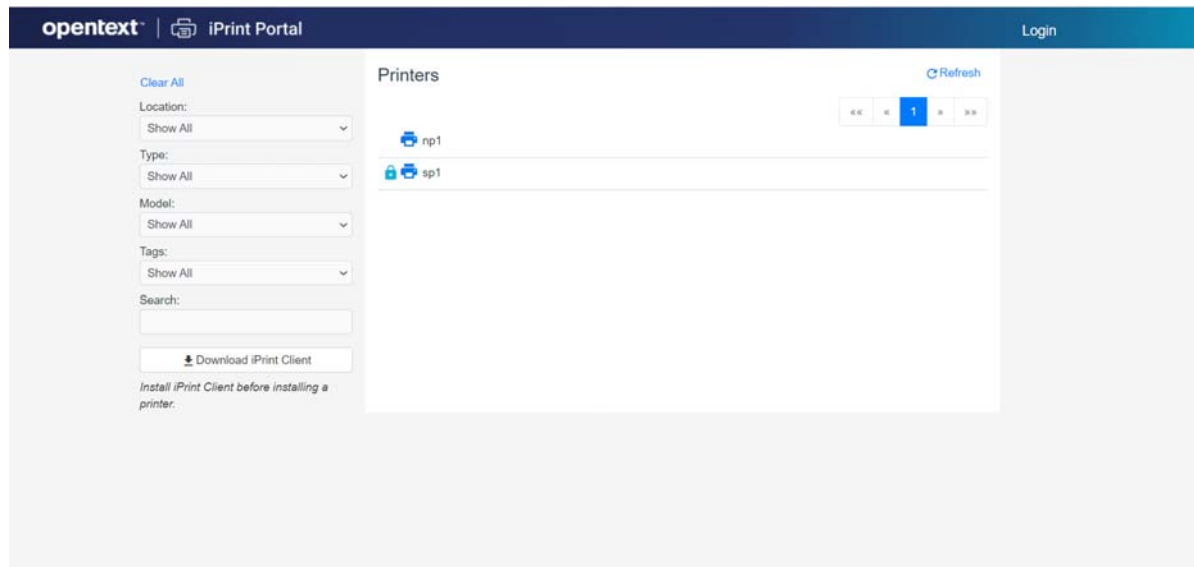 opentext™ | iPrint Portal
Login
Clear All
Location:
Show All
Type:
Show All
Model:
Show All
Tags:
Show All
Search:
Download iPrint Client
Install iPrint Client before installing a
printer.
Printers
Refresh
«« « 1 » »»
np1
sp1